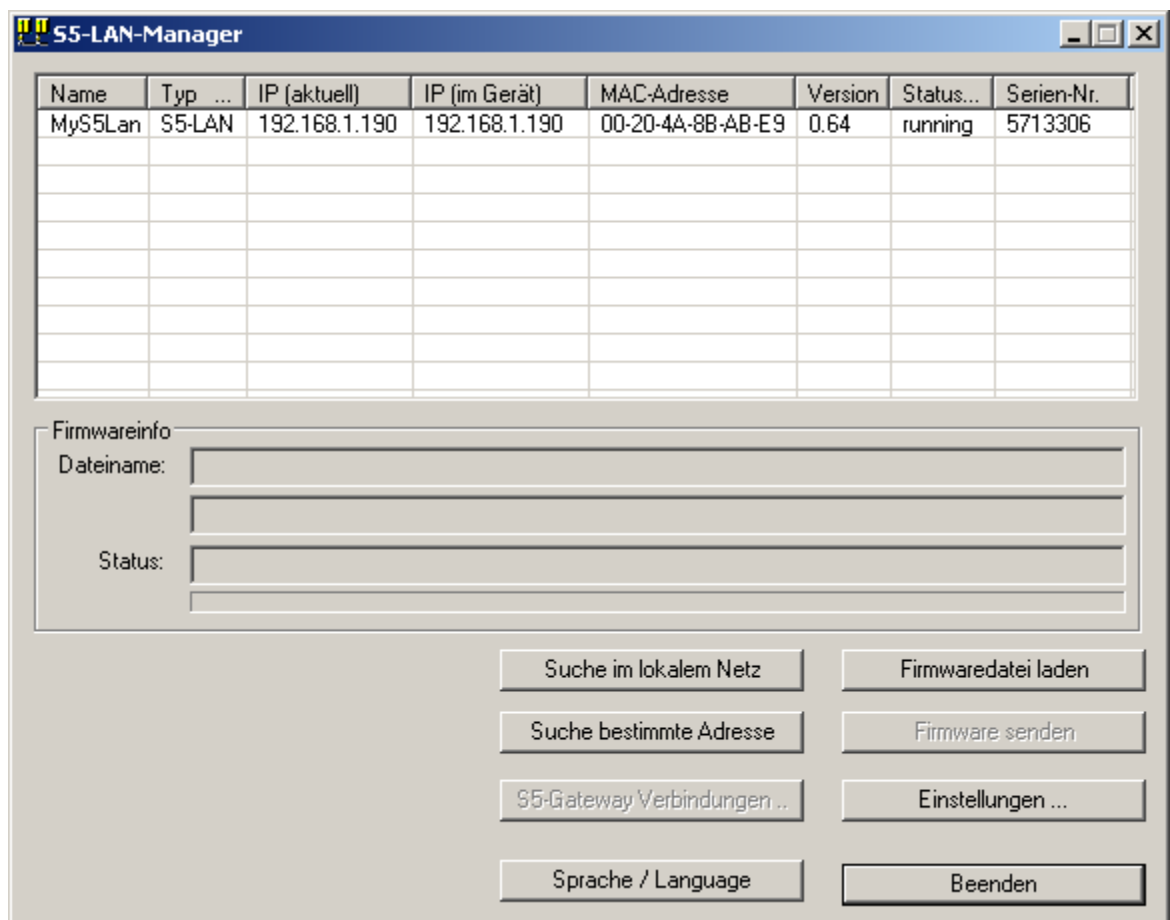 S5-LAN-Manager
Name Typ ... IP (aktuell) IP (im Gerät) MAC-Adresse Version Status... Serien-Nr.
MyS5Lan S5-LAN 192.168.1.190 192.168.1.190 00-20-4A-8B-AB-E9 0.64 running 5713306
Firmwareinfo
Dateiname:
Status:
Suche im lokalem Netz Firmwaredatei laden
Suche bestimmte Adresse Firmware senden
S5-Gateway Verbindungen .. Einstellungen ...
Sprache / Language Beenden